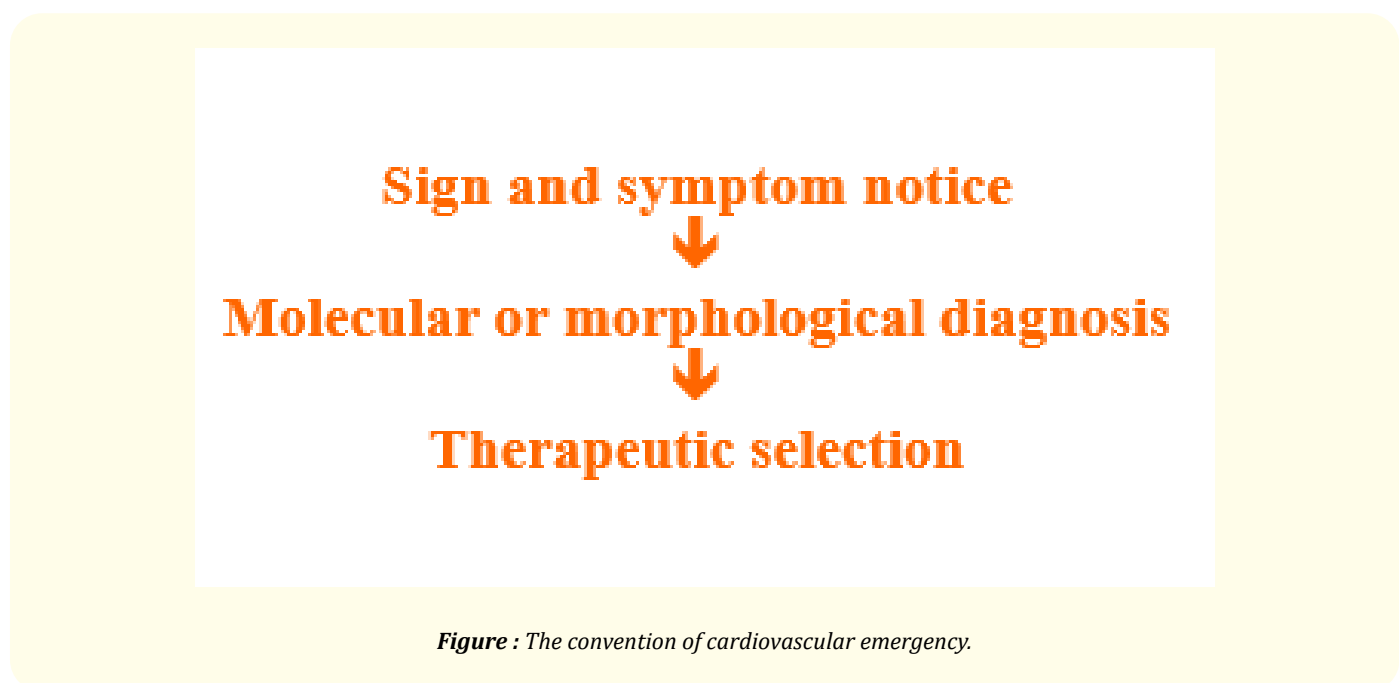 Sign and symptom notice
Molecular or morphological diagnosis
Therapeutic selection
Figure : The convention of cardiovascular emergency.